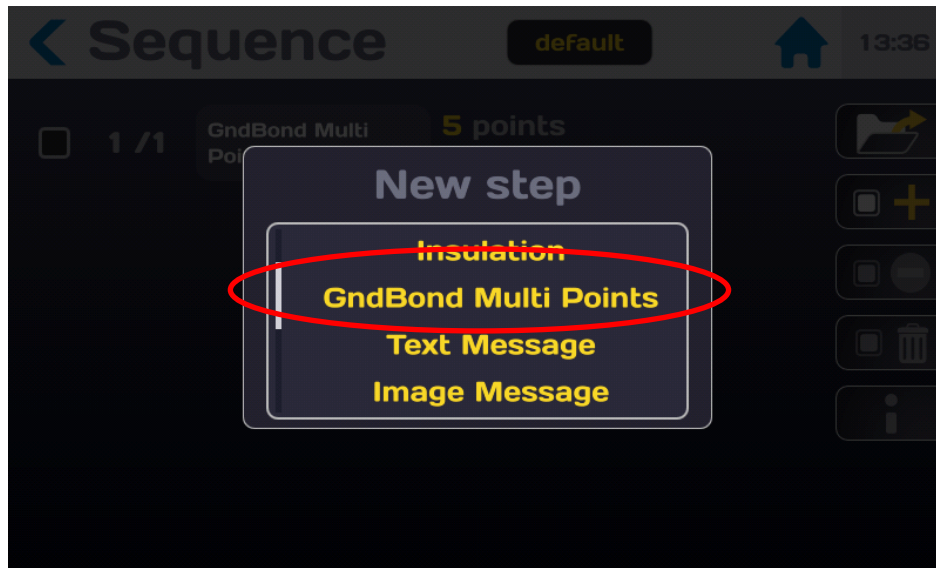 Sequence
default
13:36
1 /1
GndBond Multi
Poi
5 points
New step
Insulation
GndBond Multi Points
Text Message
Image Message